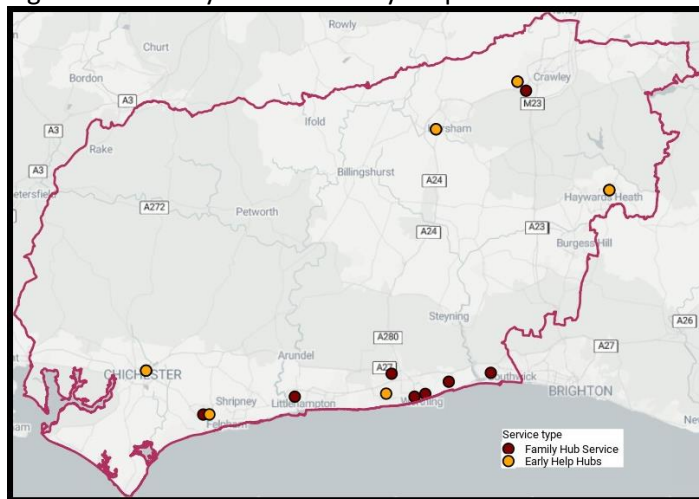 Rowly
Churt
Bordon
A3
Crawley
M23
A3
Ifold
Rake
A3
Billingshurst
A24
A272
Petworth
Haywards Heath
A24
A23
Burgess Hill
Steyning
A26
A280
Arundel
A27
A27
CHICHESTER
Shripney
Littlehampton
BRIGHTON
Felpham
Service type
Family Hub Service
Early Help Hubs